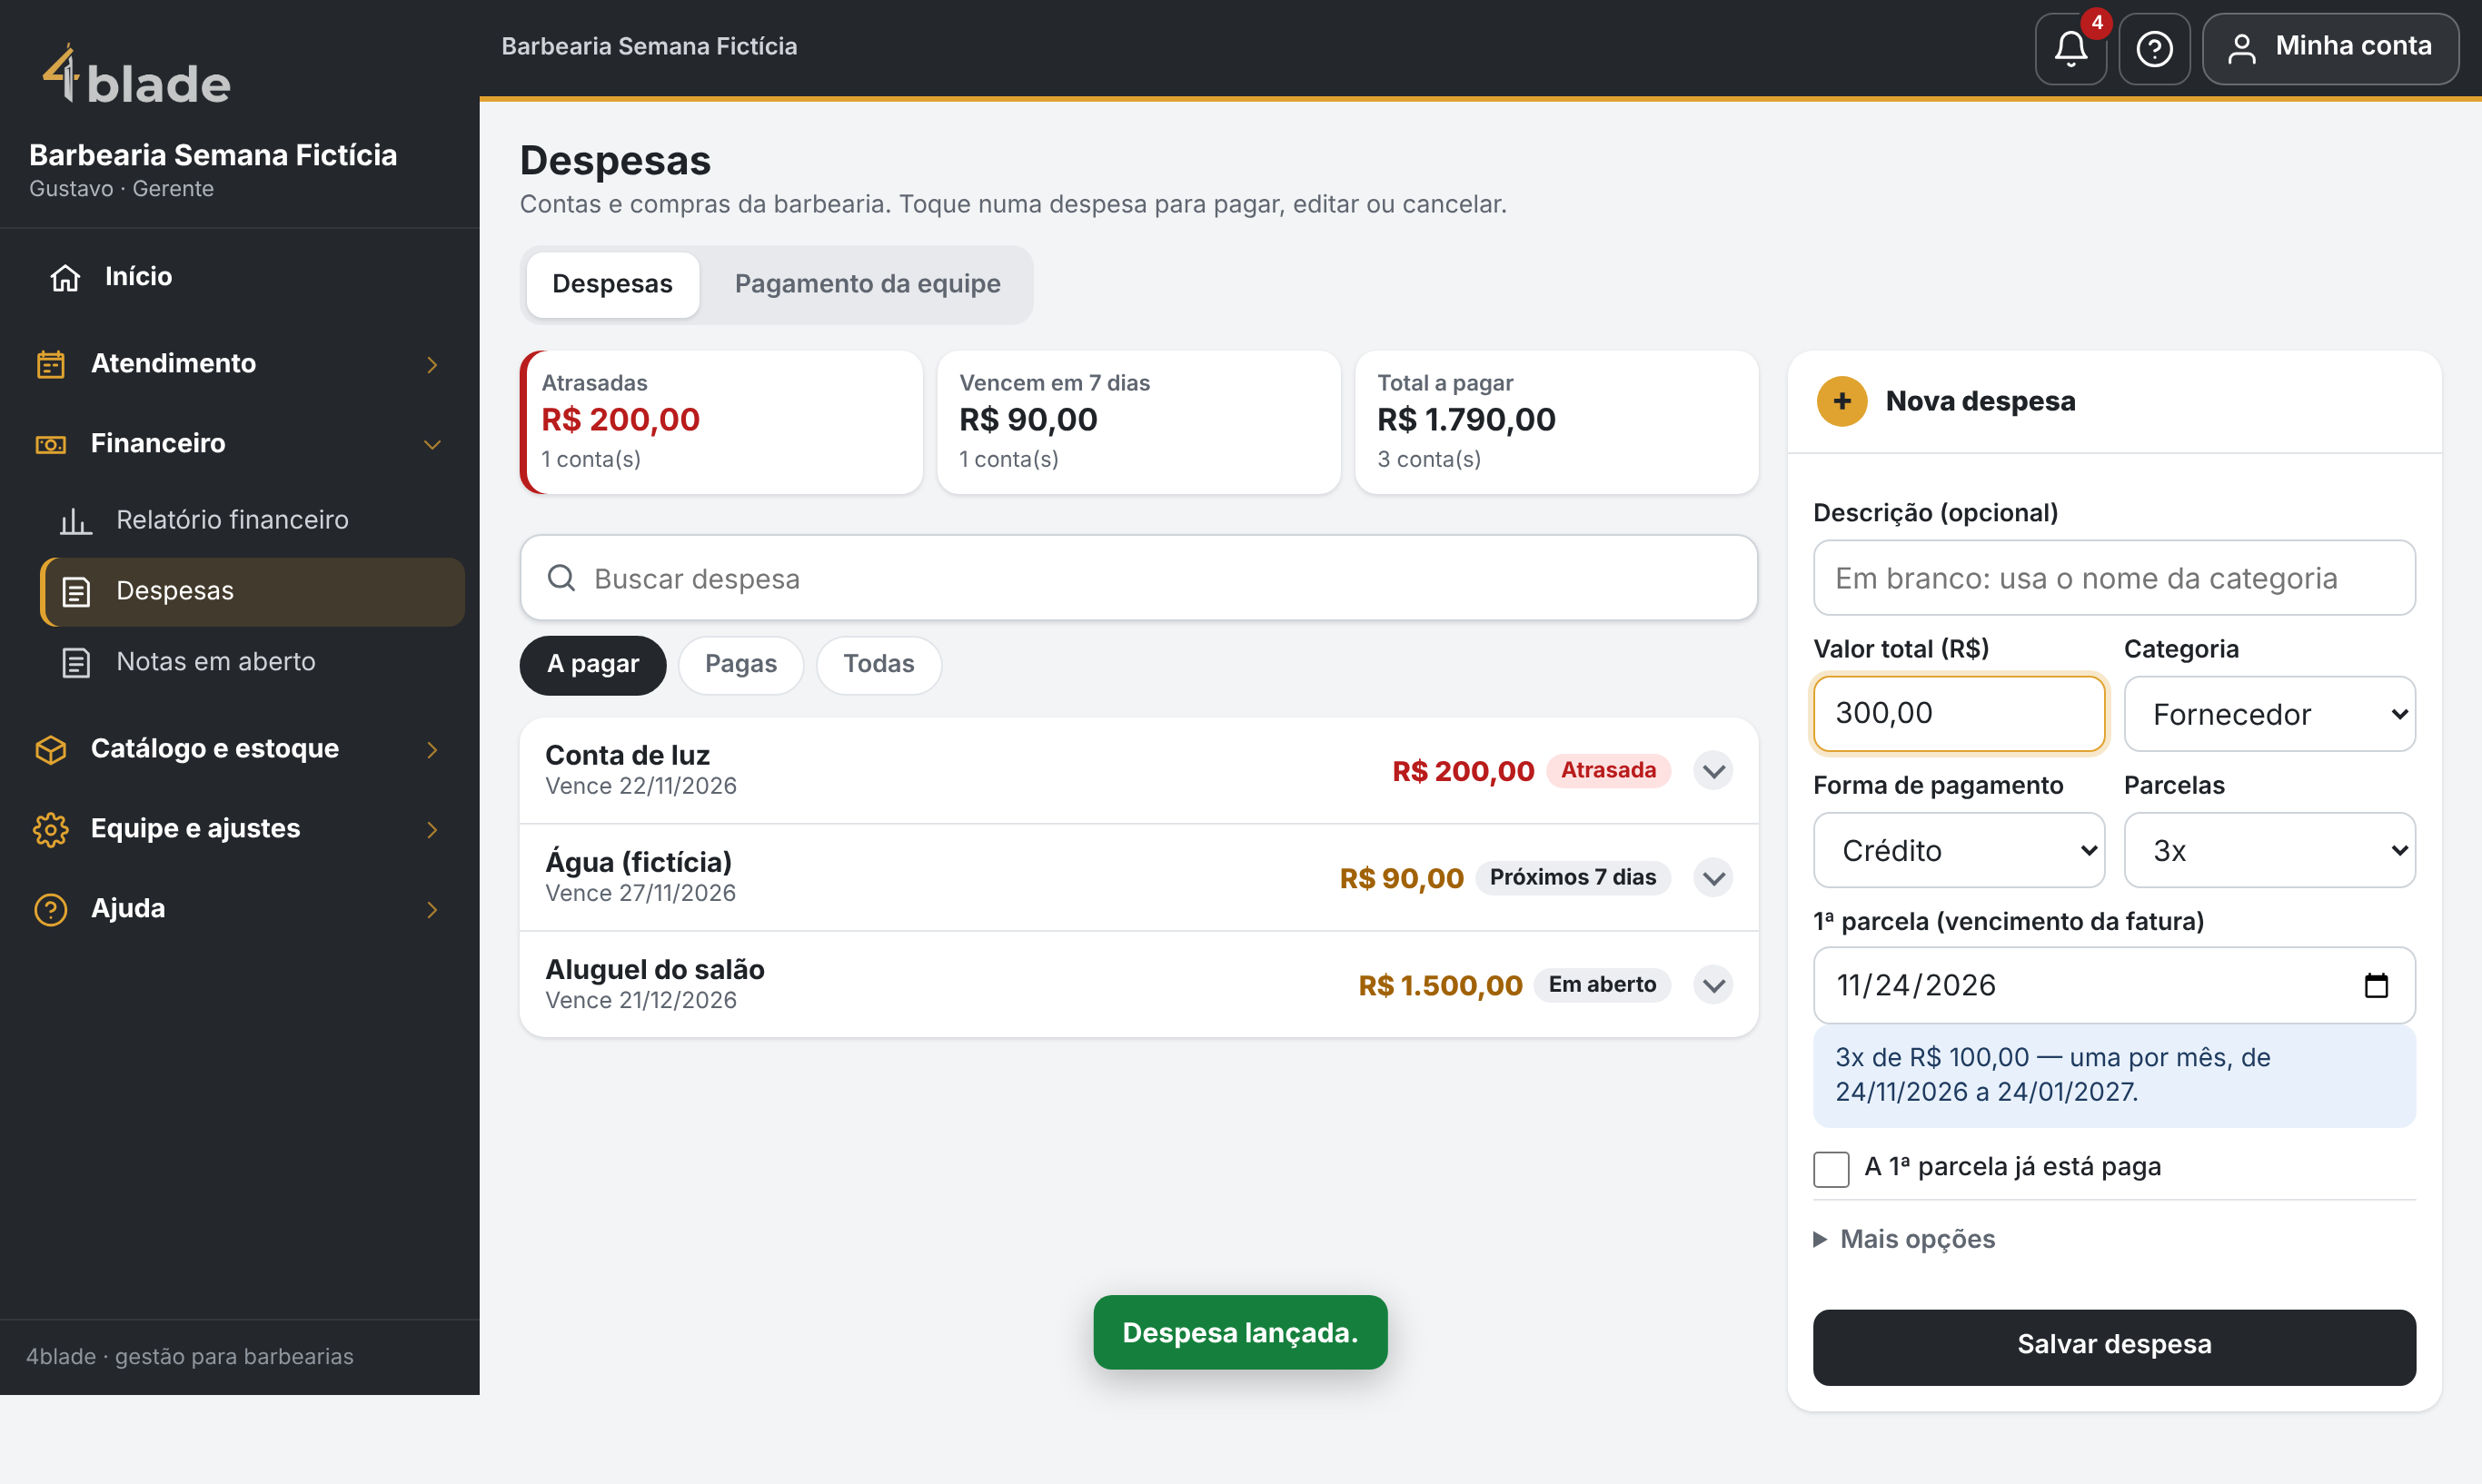 4blade
Barbearia Semana Fictícia
Gustavo · Gerente
Início
Atendimento
Financeiro
Relatório financeiro
Despesas
Notas em aberto
Catálogo e estoque
Equipe e ajustes
Ajuda
4blade · gestão para barbearias
Barbearia Semana Fictícia
4
Minha conta
Despesas
Contas e compras da barbearia. Toque numa despesa para pagar, editar ou cancelar.
Despesas
Pagamento da equipe
Atrasadas
R$ 200,00
1 conta(s)
Vencem em 7 dias
R$ 90,00
1 conta(s)
Total a pagar
R$ 1.790,00
3 conta(s)
Buscar despesa
A pagar
Pagas
Todas
Conta de luz
Vence 22/11/2026
R$ 200,00
Atrasada
Água (fictícia)
Vence 27/11/2026
R$ 90,00
Próximos 7 dias
Aluguel do salão
Vence 21/12/2026
R$ 1.500,00
Em aberto
Despesa lançada.
Nova despesa
Descrição (opcional)
Em branco: usa o nome da categoria
Valor total (R$)
300,00
Categoria
Fornecedor
Forma de pagamento
Crédito
Parcelas
3x
1ª parcela (vencimento da fatura)
11/24/2026
3x de R$ 100,00 — uma por mês, de
24/11/2026 a 24/01/2027.
A 1ª parcela já está paga
Mais opções
Salvar despesa